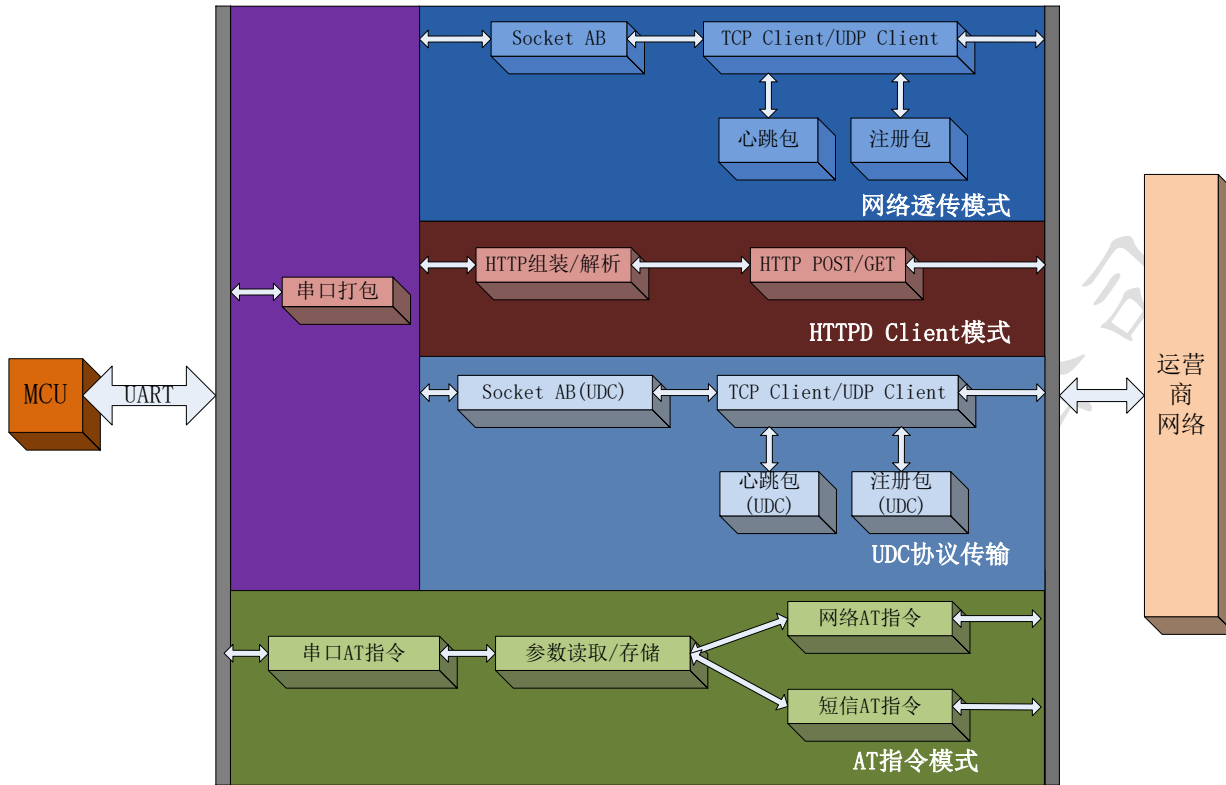 Socket AB
TCP Client/UDP Client
心跳包
注册包
网络透传模式
HTTP组装/解析
HTTP POST/GET
串口打包
HTTPD Client模式
MCU
UART
Socket AB(UDC)
TCP Client/UDP Client
心跳包
(UDC)
注册包
(UDC)
UDC协议传输
运营
商
网络
串口AT指令
参数读取/存储
网络AT指令
短信AT指令
AT指令模式
司